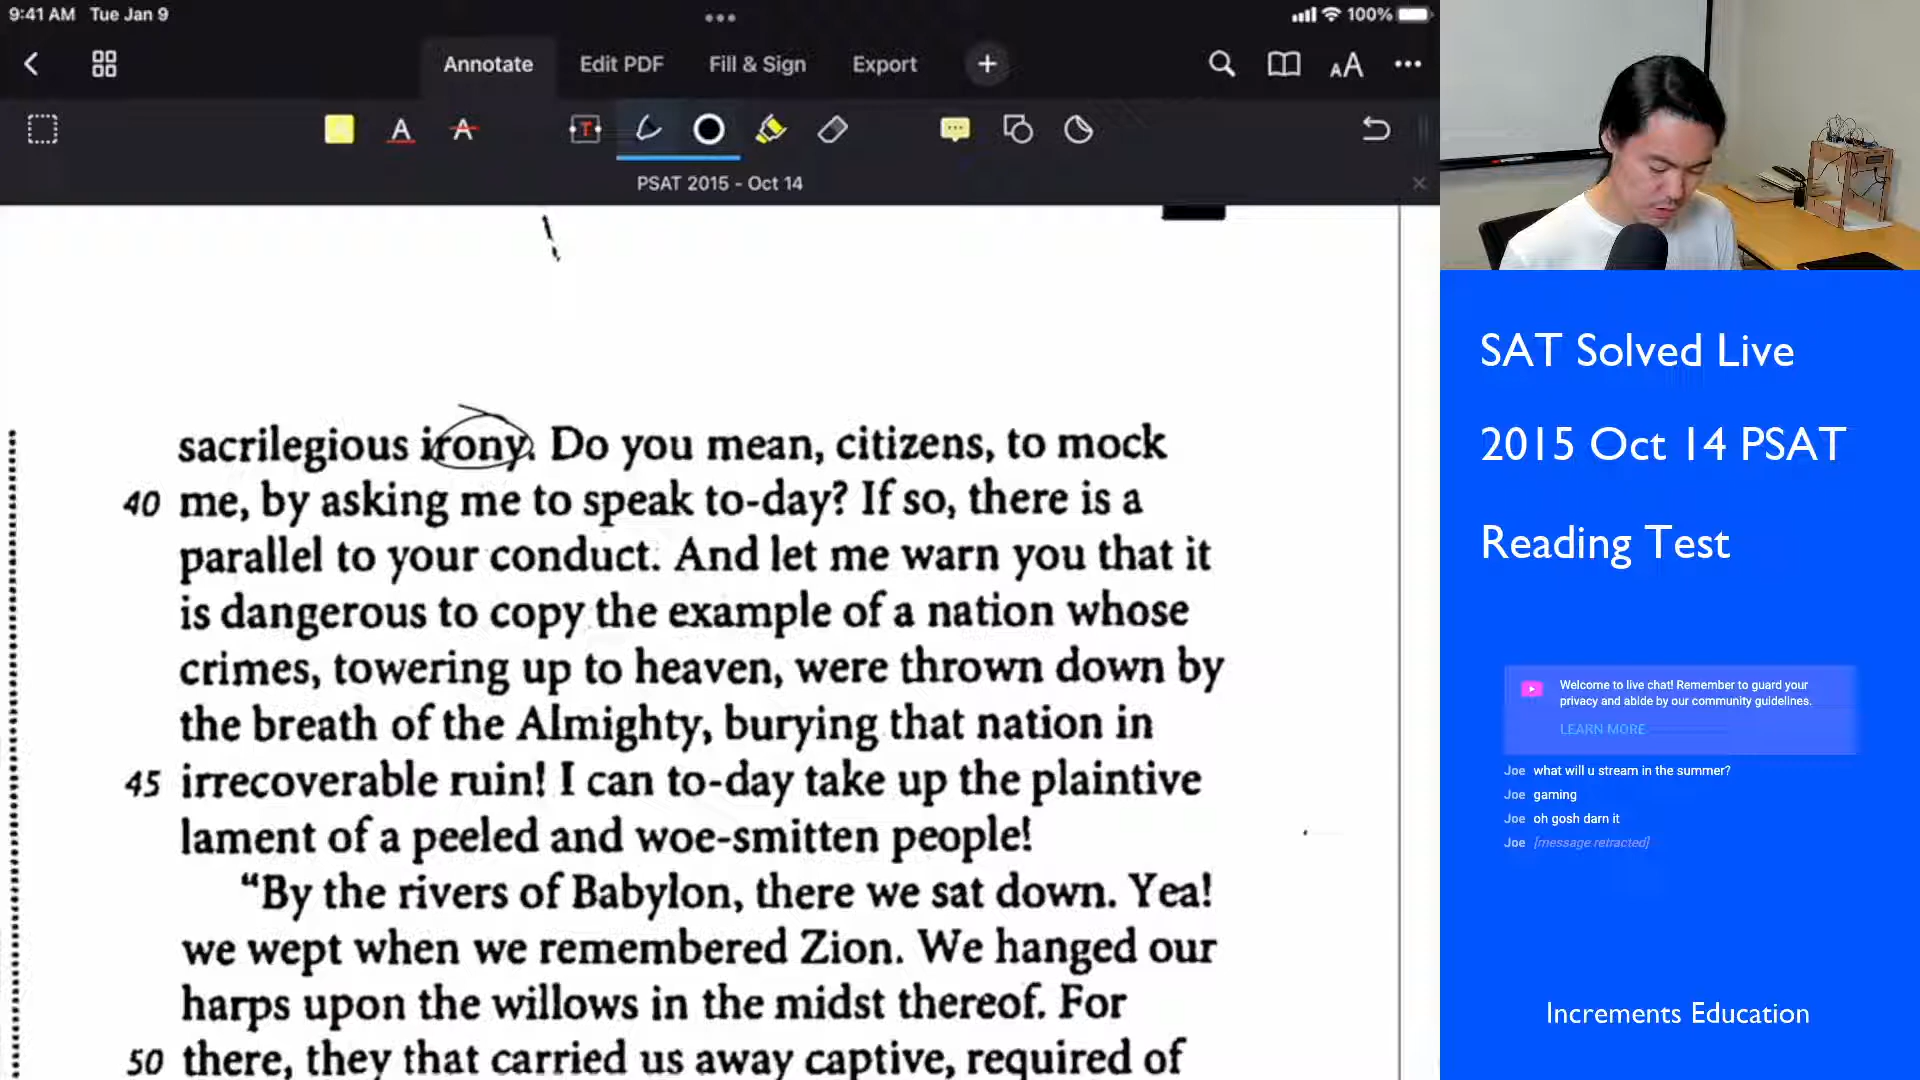 9:41 AM Tue Jan 9
100%
Annotate Edit PDF Fill & Sign Export
PSAT 2015 - Oct 14
sacrilegious irony. Do you mean, citizens, to mock
40 me, by asking me to speak to-day? If so, there is a
parallel to your conduct. And let me warn you that it
is dangerous to copy the example of a nation whose
crimes, towering up to heaven, were thrown down by
the breath of the Almighty, burying that nation in
45 irrecoverable ruin! I can to-day take up the plaintive
lament of a peeled and woe-smitten people!
“By the rivers of Babylon, there we sat down. Yea!
we wept when we remembered Zion. We hanged our
harps upon the willows in the midst thereof. For
50 there, they that carried us away captive, required of
SAT Solved Live
2015 Oct 14 PSAT
Reading Test
Welcome to live chat! Remember to guard your
privacy and abide by our community guidelines.
LEARN MORE
Joe what will u stream in the summer?
Joe gaming
Joe oh gosh darn it
Joe [message retracted]
Increments Education